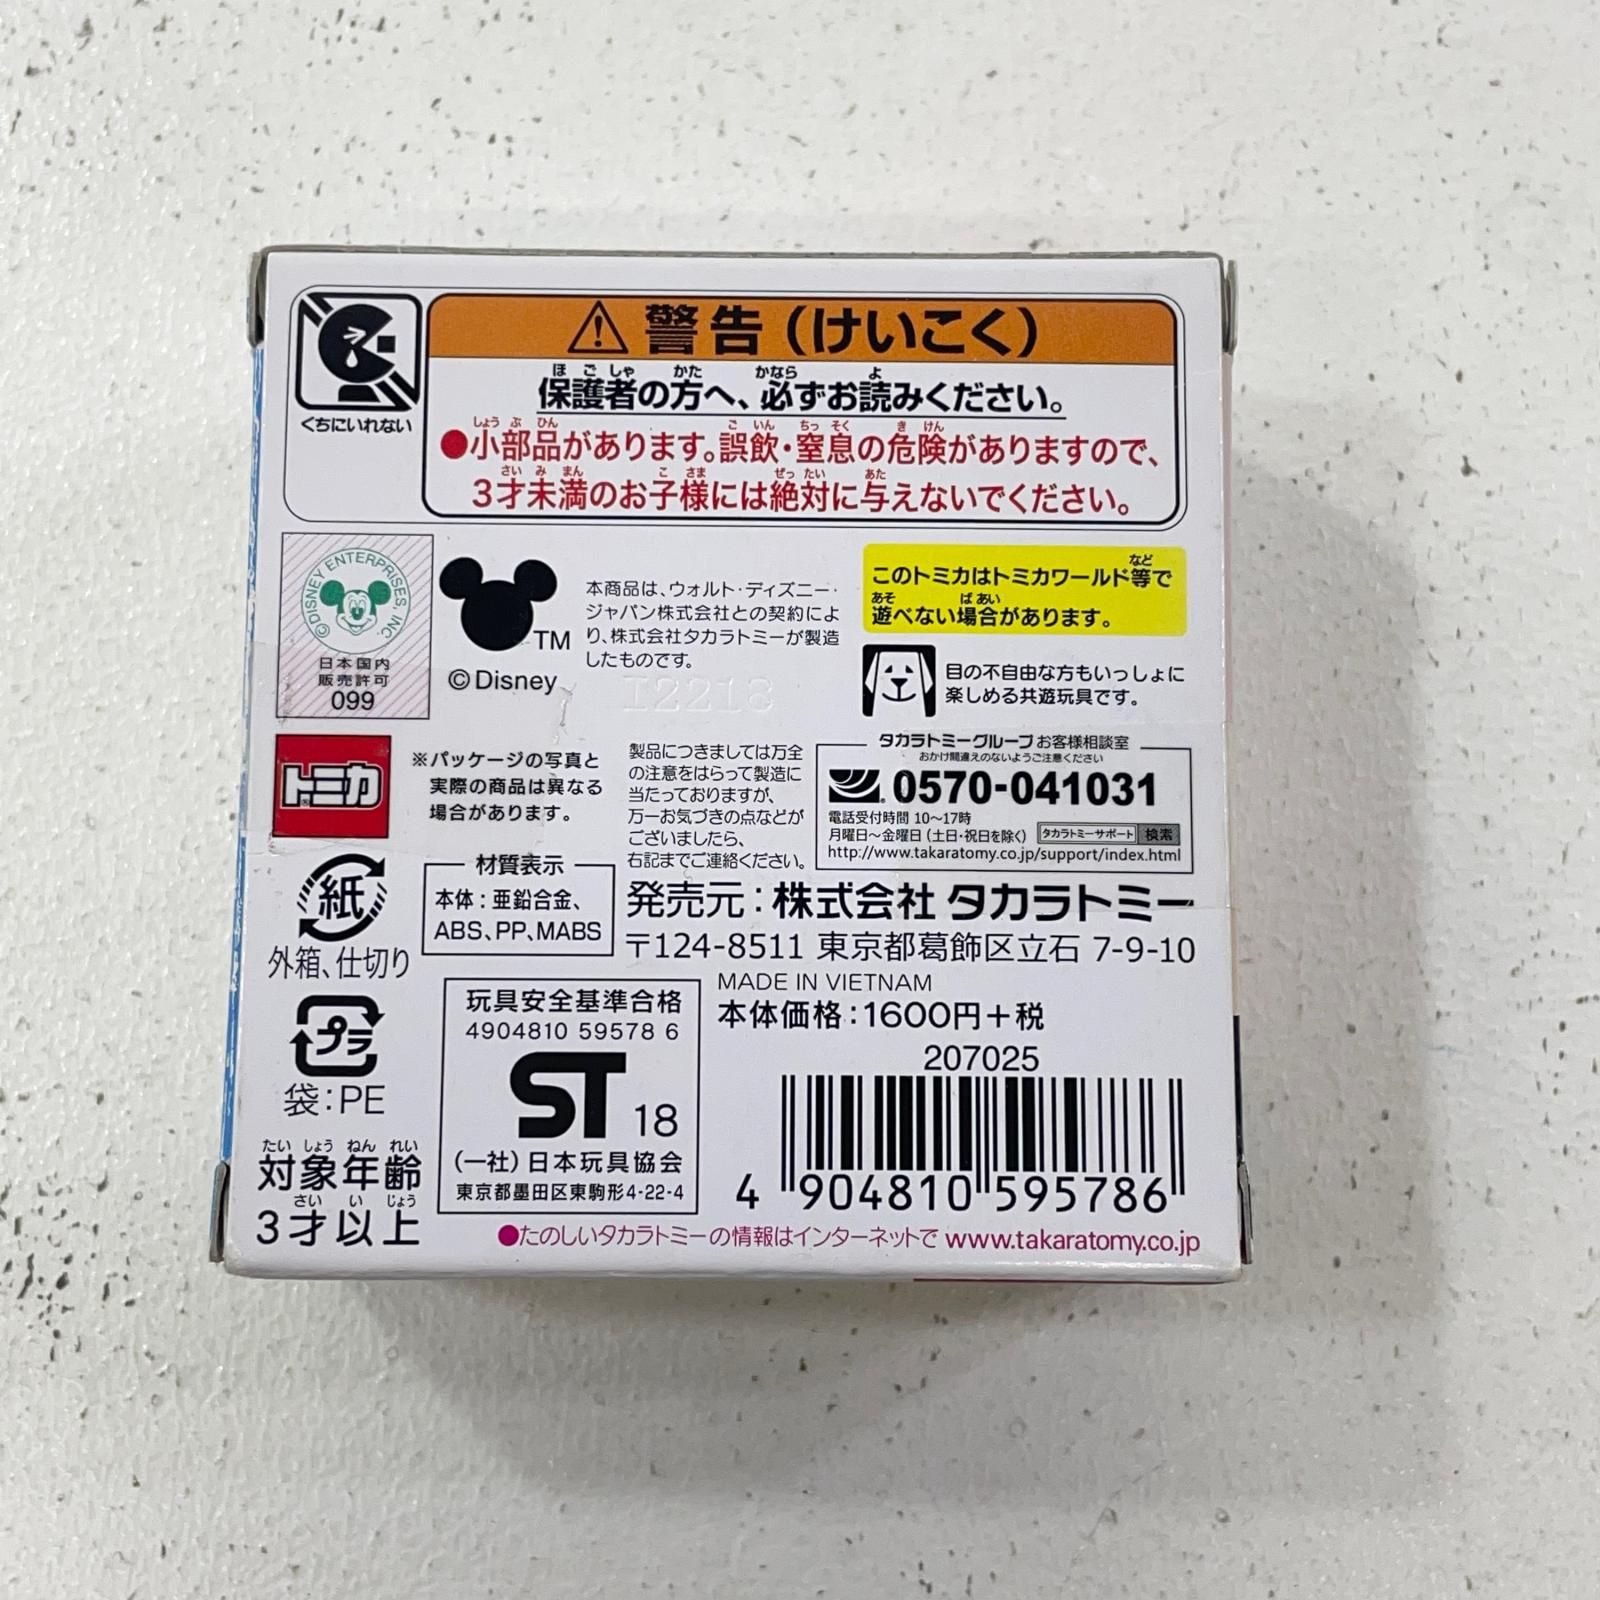 くちにいれない
⚠警告（けいこく）
保護者の方へ、必ずお読みください。
ほごしゃ かた かなら よ
●小部品があります。誤飲・窒息の危険がありますので、
しょうぶひん ごいん ちっそく きけん
3才未満のお子様には絶対に与えないでください。
さいみまん こさま ぜったい あた
©DISNEY ENTERPRISES, INC.
日本国内
販売許可
099
TM
©Disney
本商品は、ウォルト・ディズニー・
ジャパン株式会社との契約によ
り、株式会社タカラトミーが製造
したものです。
I2218
このトミカはトミカワールド等で
など
遊べない場合があります。
あそ ばあい
目の不自由な方もいっしょに
楽しめる共遊玩具です。
トミカ
※パッケージの写真と
実際の商品は異なる
場合があります。
製品につきましては万全
の注意をはらって製造に
当たっておりますが、
万一お気づきの点などが
ございましたら、
右記までご連絡ください。
タカラトミーグループ お客様相談室
おかけ間違えのないようご注意ください
0570-041031
電話受付時間 10〜17時
月曜日〜金曜日（土日・祝日を除く） タカラトミーサポート 検索
http://www.takaratomy.co.jp/support/index.html
紙
外箱、仕切り
材質表示
本体：亜鉛合金、
ABS、PP、MABS
発売元：株式会社 タカラトミー
〒124-8511 東京都葛飾区立石 7-9-10
MADE IN VIETNAM
本体価格：1600円＋税
207025
プラ
袋：PE
玩具安全基準合格
4904810 59578 6
ST 18
（一社）日本玩具協会
東京都墨田区東駒形4-22-4
4 904810 595786
対象年齢
たいしょうねんれい
3才以上
さいいじょう
●たのしいタカラトミーの情報はインターネットで www.takaratomy.co.jp